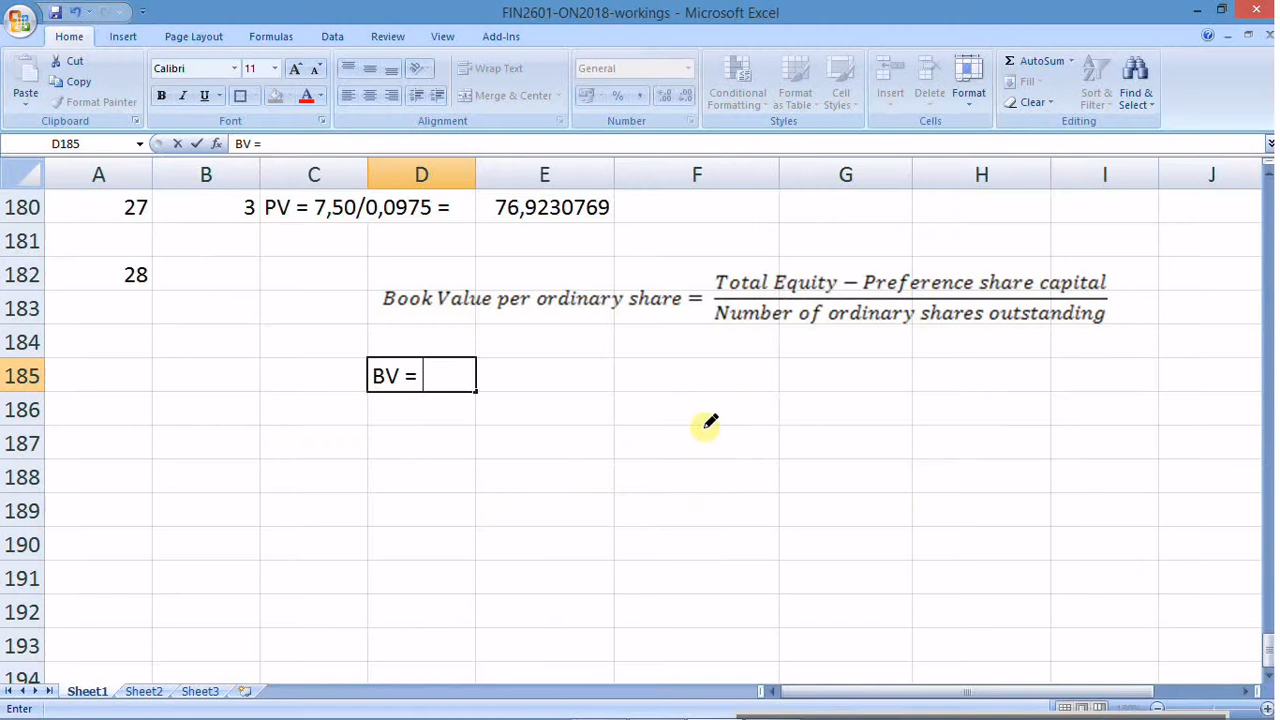 FIN2601-ON2018-workings - Microsoft Excel
Home Insert Page Layout Formulas Data Review View Add-Ins
Paste
Cut
Copy
Format Painter
Clipboard
Calibri 11
B I U
Font
Wrap Text
Merge & Center
Alignment
General
%
Number
Conditional Formatting
Format as Table
Cell Styles
Styles
Insert Delete Format
Cells
AutoSum
Fill
Clear
Sort & Filter
Find & Select
Editing
D185 fx BV =
A B C D E F G H I J
180 27 3 PV = 7,50/0,0975 = 76,9230769
181
182 28
Book Value per ordinary share = Total Equity − Preference share capital
Number of ordinary shares outstanding
183
184
185 BV =
186
187
188
189
190
191
192
193
194
Sheet1 Sheet2 Sheet3
Enter